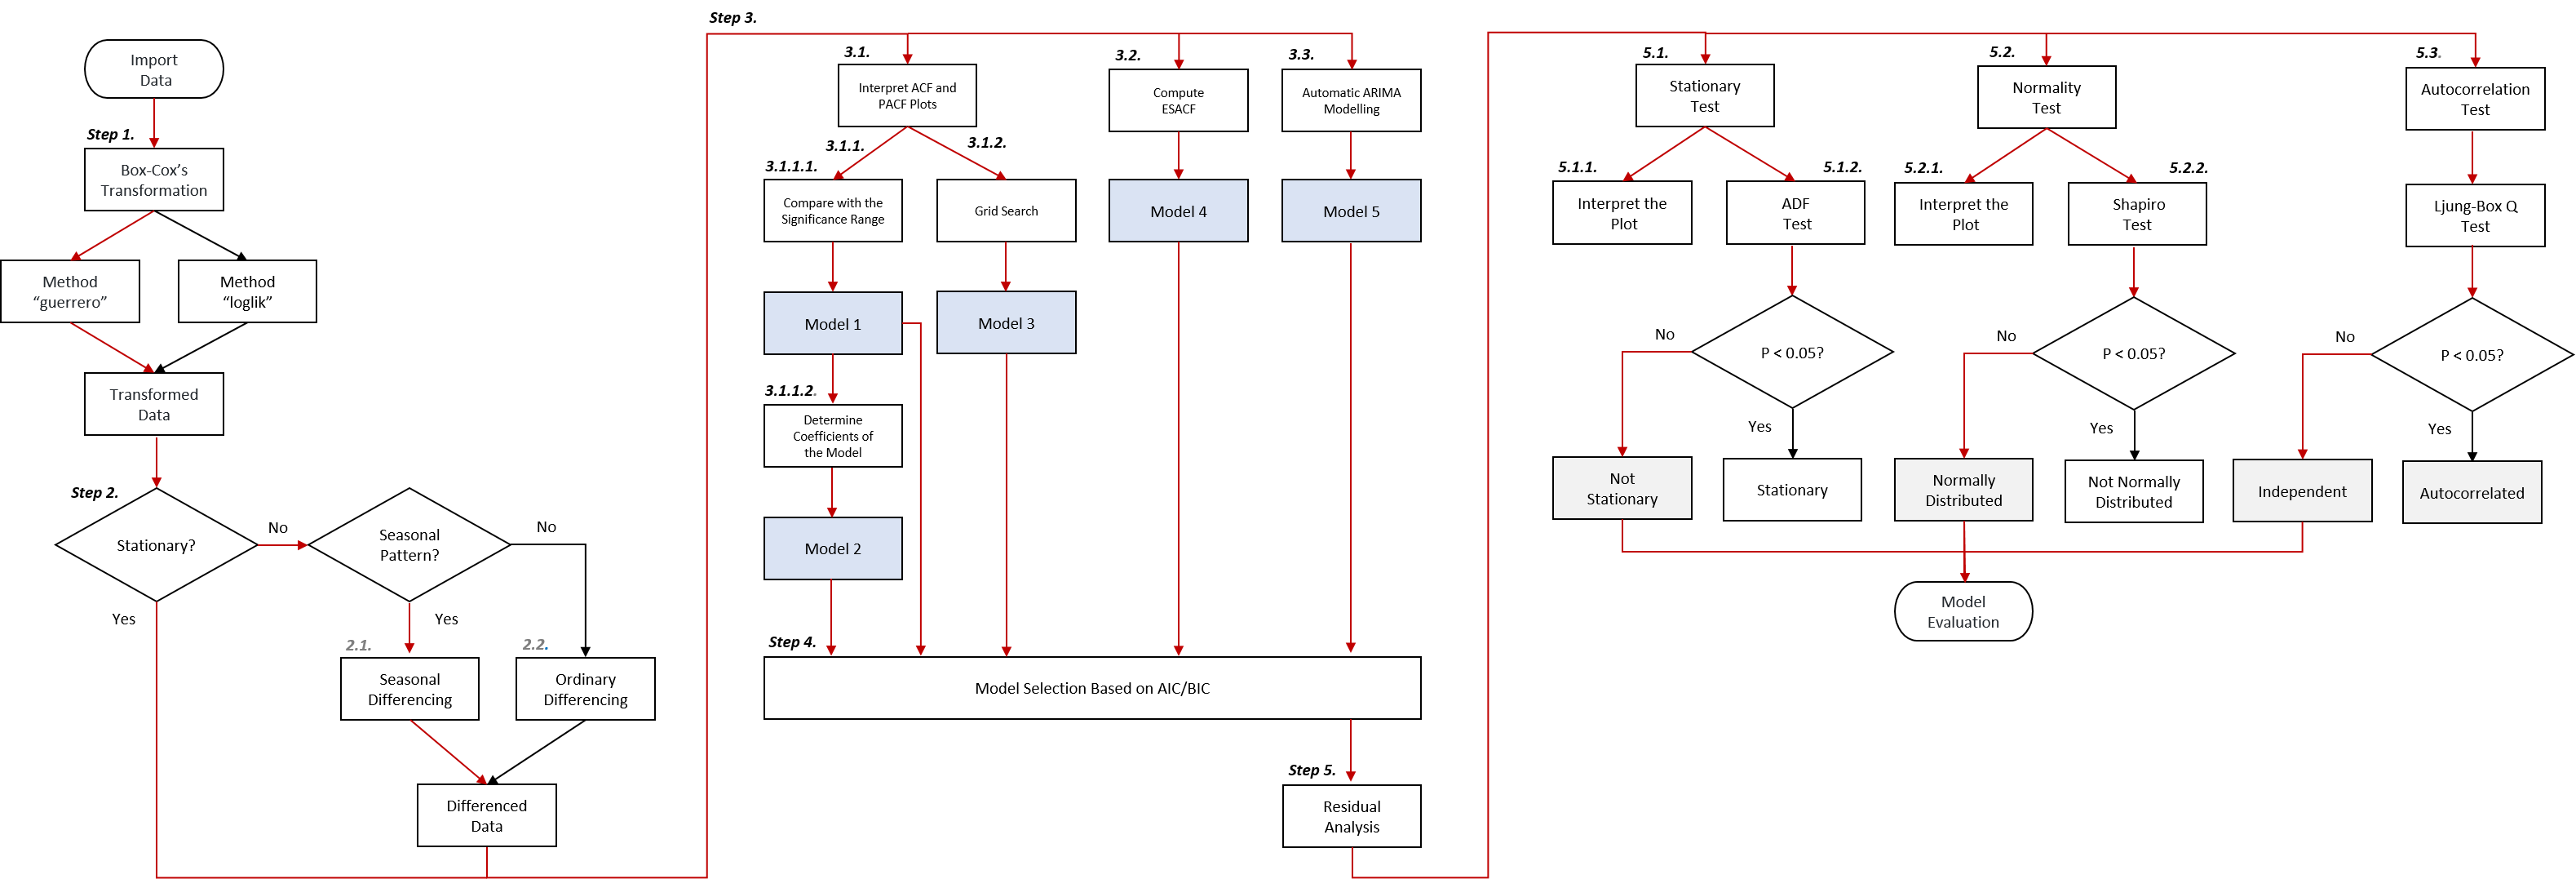 Import
Data
Step 1.
Box-Cox's
Transformation
Method
“guerrero”
Method
“loglik”
Transformed
Data
Step 2.
Stationary?
No
Yes
Seasonal
Pattern?
No
Yes
2.1.
Seasonal
Differencing
2.2.
Ordinary
Differencing
Differenced
Data
Step 3.
3.1.
Interpret ACF and
PACF Plots
3.1.1.
3.1.2.
3.1.1.1.
Compare with the
Significance Range
Grid Search
Model 1
Model 3
3.1.1.2.
Determine
Coefficients of
the Model
Model 2
3.2.
Compute
ESACF
Model 4
3.3.
Automatic ARIMA
Modelling
Model 5
Step 4.
Model Selection Based on AIC/BIC
Step 5.
Residual
Analysis
5.1.
Stationary
Test
5.1.1.
Interpret the
Plot
5.1.2.
ADF
Test
P < 0.05?
No
Yes
Not
Stationary
Stationary
5.2.
Normality
Test
5.2.1.
Interpret the
Plot
5.2.2.
Shapiro
Test
P < 0.05?
No
Yes
Normally
Distributed
Not Normally
Distributed
5.3.
Autocorrelation
Test
Ljung-Box Q
Test
P < 0.05?
No
Yes
Independent
Autocorrelated
Model
Evaluation